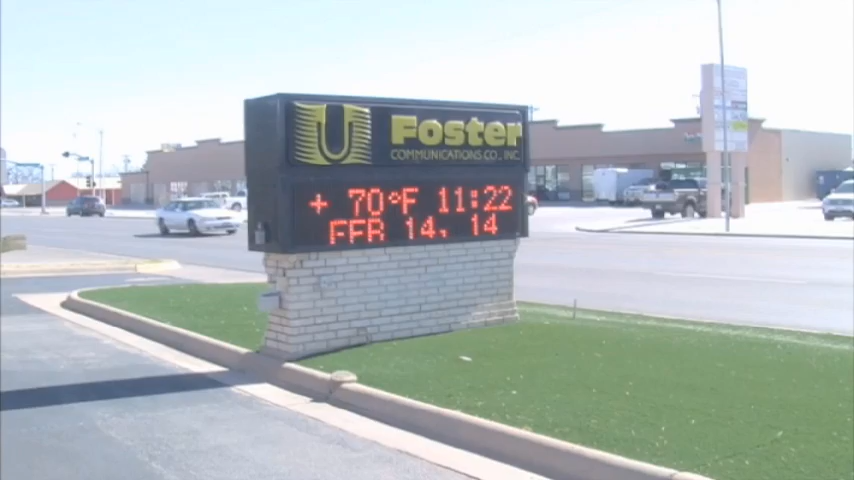 U Foster
COMMUNICATIONS CO., INC.
+ 70°F 11:22
FEB 14, 14